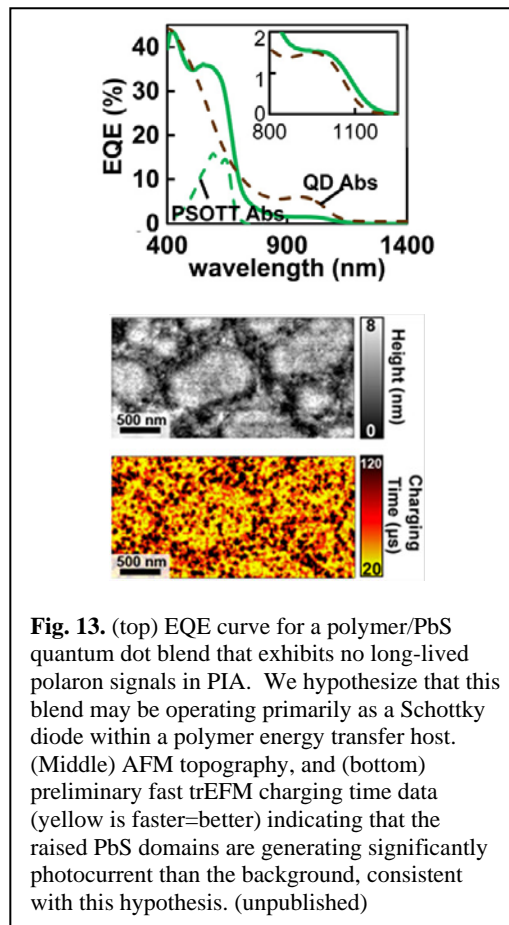 40
30
20
10
0
EQE (%)
2
1
0
800
1100
QD Abs
PSOTT Abs
400
900
1400
wavelength (nm)
500 nm
8
0
Height (nm)
500 nm
120
20
Charging
Time (µs)
Fig. 13. (top) EQE curve for a polymer/PbS
quantum dot blend that exhibits no long-lived
polaron signals in PIA. We hypothesize that this
blend may be operating primarily as a Schottky
diode within a polymer energy transfer host.
(Middle) AFM topography, and (bottom)
preliminary fast trEFM charging time data
(yellow is faster=better) indicating that the
raised PbS domains are generating significantly
photocurrent than the background, consistent
with this hypothesis. (unpublished)